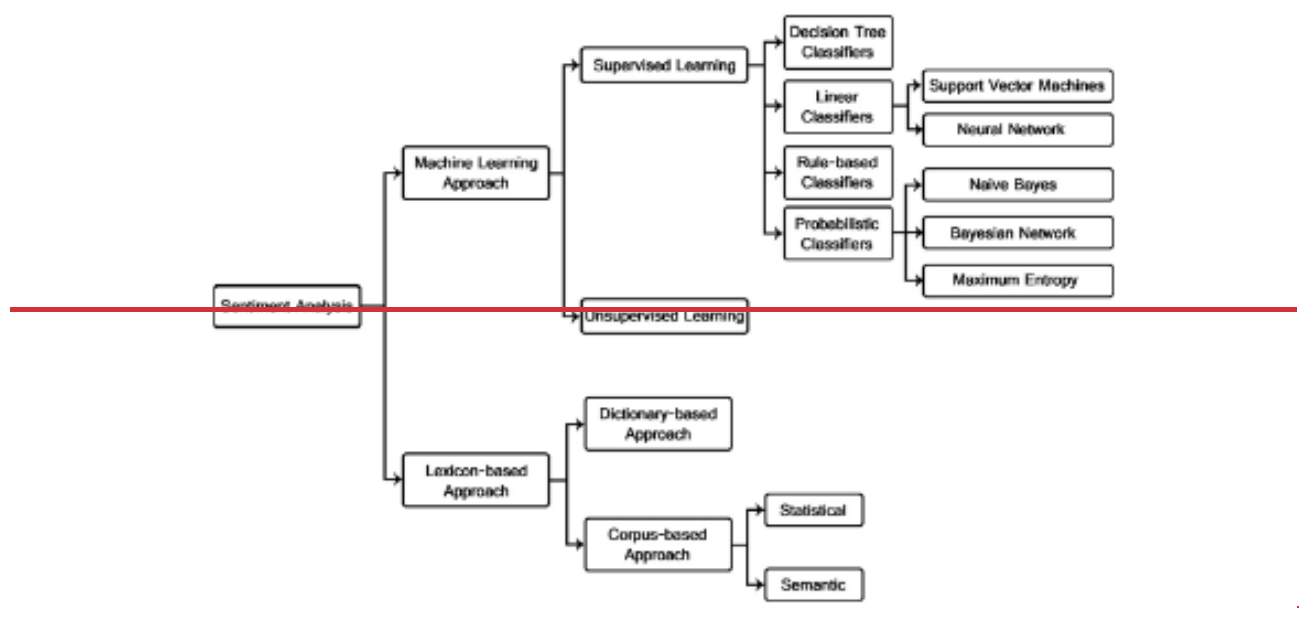 Decision Tree
Classifiers
Supervised Learning
Linear
Classifiers
Support Vector Machines
Neural Network
Machine Learning
Approach
Rule-based
Classifiers
Naive Bayes
Probabilistic
Classifiers
Bayesian Network
Maximum Entropy
Sentiment Analysis
Unsupervised Learning
Dictionary-based
Approach
Lexicon-based
Approach
Statistical
Corpus-based
Approach
Semantic